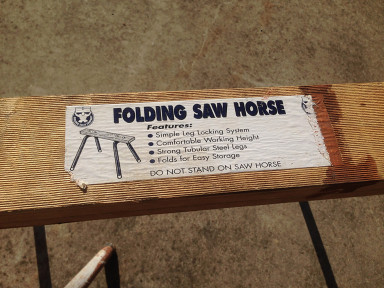 FOLDING SAW HORSE
Features:
● Simple Leg Locking System
● Comfortable Working Height
● Strong Tubular Steel Legs
● Folds for Easy Storage
DO NOT STAND ON SAW HORSE